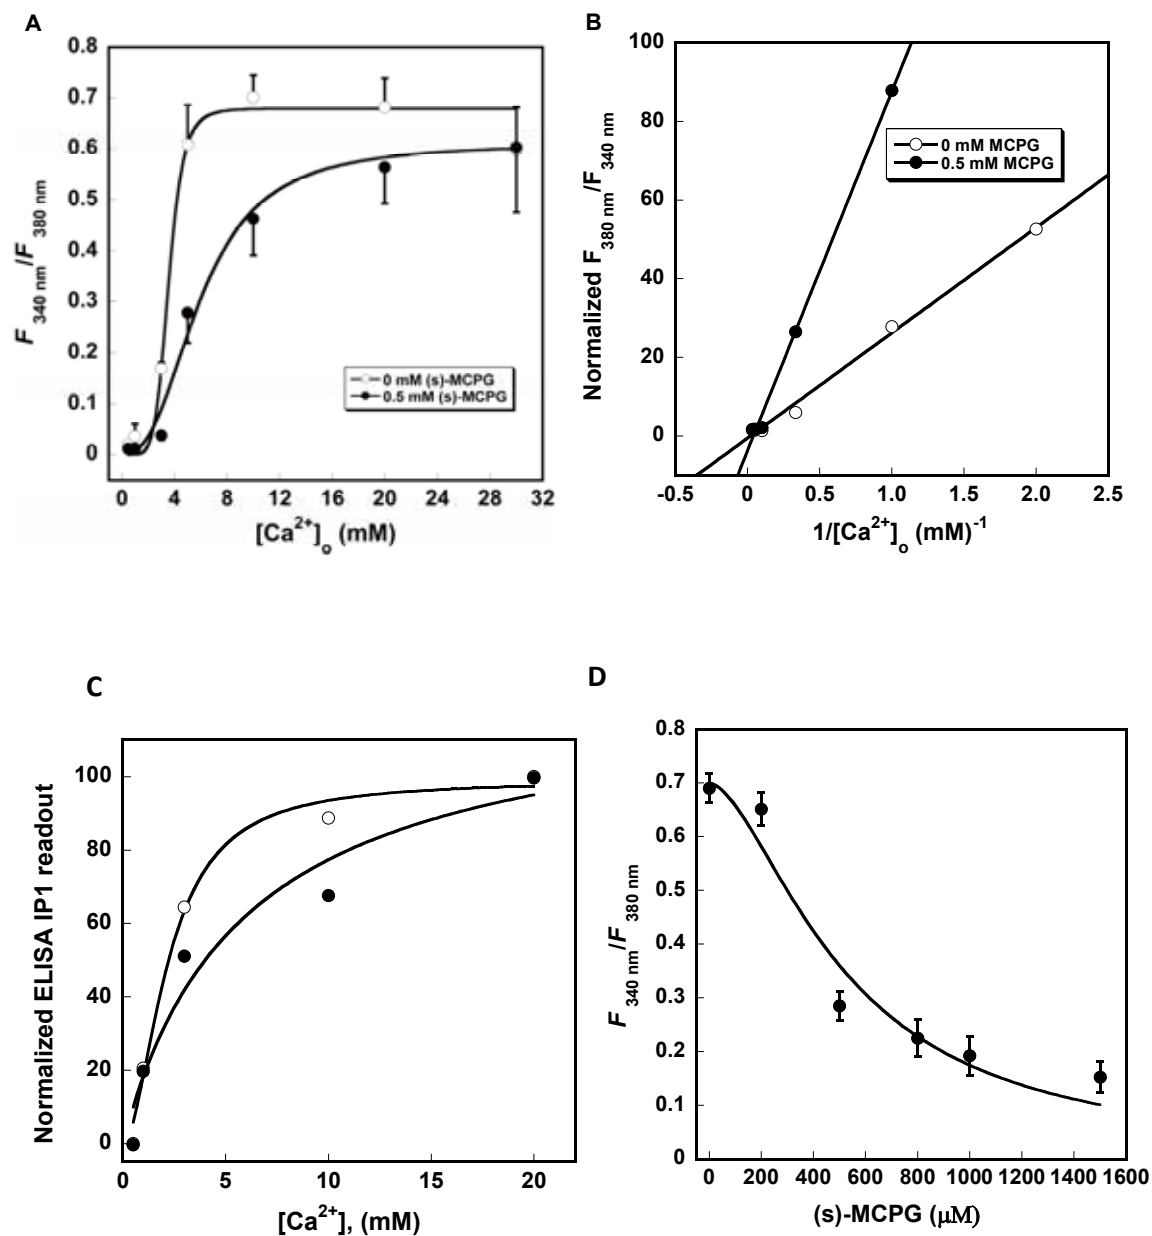 A
0.8
0.7
0.6
0.5
0.4
0.3
0.2
0.1
0
F 340 nm/F 380 nm
0 mM (s)-MCPG
0.5 mM (s)-MCPG
0 4 8 12 16 20 24 28 32
[Ca2+]o (mM)
B
100
80
60
40
20
0
Normalized F380 nm/F340 nm
0 mM MCPG
0.5 mM MCPG
-0.5 0 0.5 1.0 1.5 2.0 2.5
1/[Ca2+]o (mM)-1
C
100
80
60
40
20
0
Normalized ELISA IP1 readout
0 5 10 15 20
[Ca2+], (mM)
D
0.8
0.7
0.6
0.5
0.4
0.3
0.2
0.1
0
F 340 nm/F 380 nm
0 200 400 600 800 1000 1200 1400 1600
(s)-MCPG (μM)